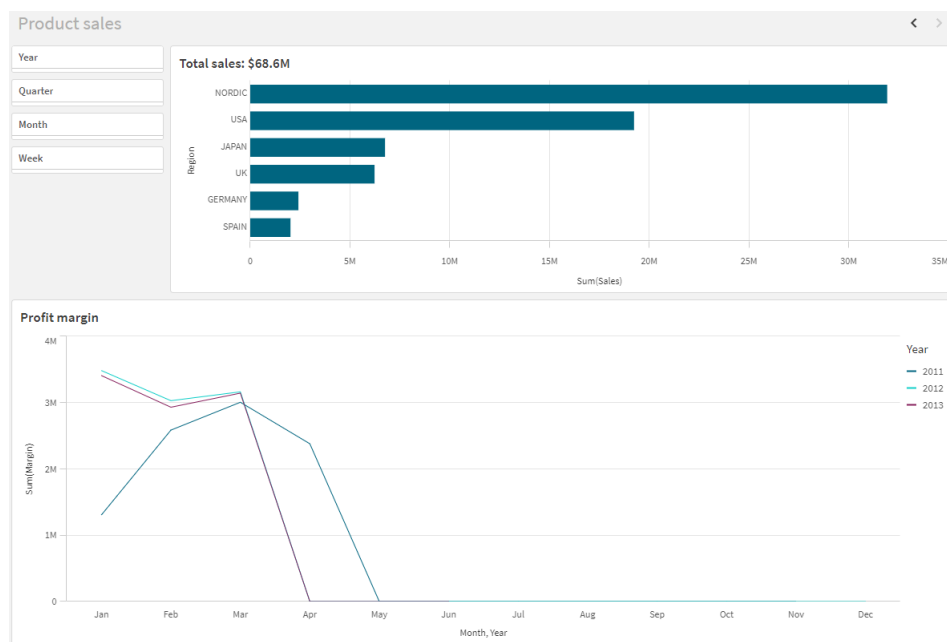 Product sales
Year
Quarter
Month
Week
Total sales: $68.6M
Region
NORDIC
USA
JAPAN
UK
GERMANY
SPAIN
0 5M 10M 15M 20M 25M 30M 35M
Sum(Sales)
Profit margin
Sum(Margin)
4M
3M
2M
1M
0
Jan Feb Mar Apr May Jun Jul Aug Sep Oct Nov Dec
Month, Year
Year
2011
2012
2013